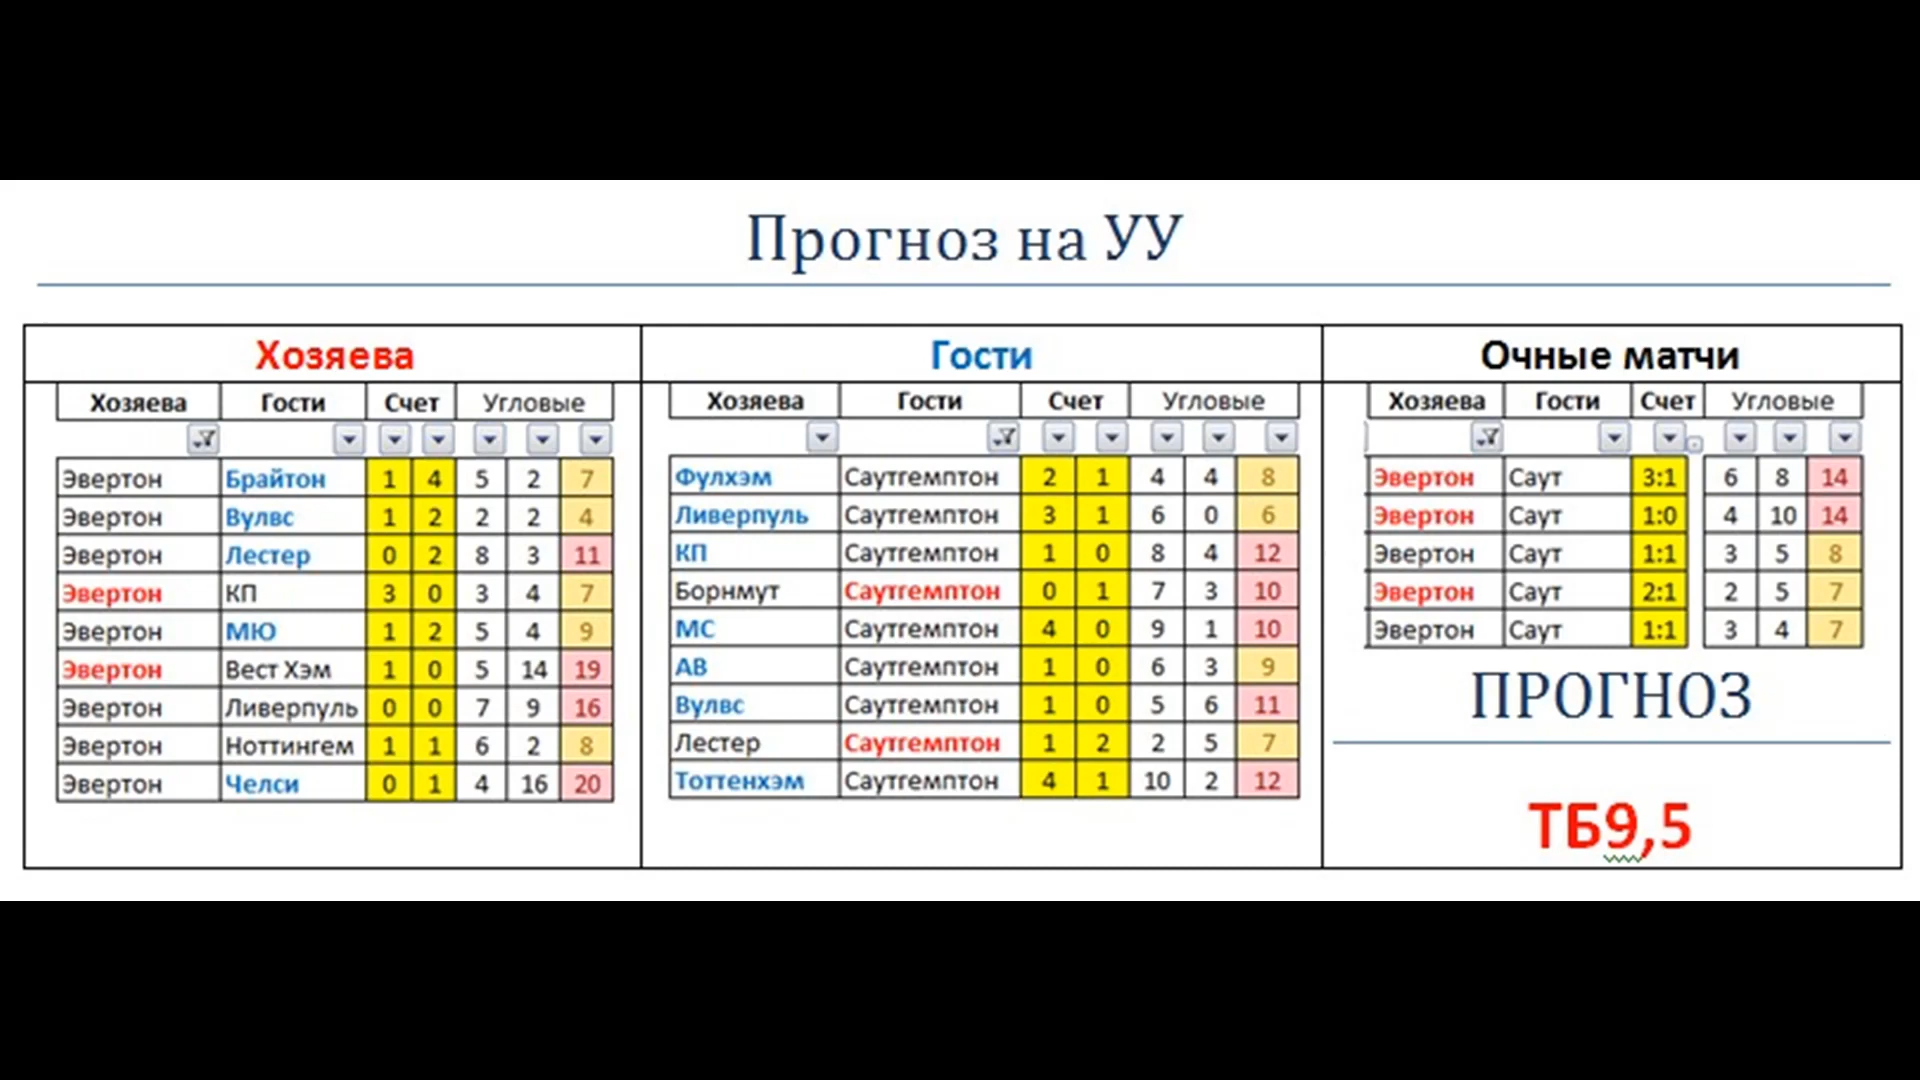 Прогноз на УУ
Хозяева
Хозяева Гости Счет Угловые
Эвертон Брайтон 1 4 5 2 7
Эвертон Вулвс 1 2 2 2 4
Эвертон Лестер 0 2 8 3 11
Эвертон КП 3 0 3 4 7
Эвертон МЮ 1 2 5 4 9
Эвертон Вест Хэм 1 0 5 14 19
Эвертон Ливерпуль 0 0 7 9 16
Эвертон Ноттингем 1 1 6 2 8
Эвертон Челси 0 1 4 16 20
Гости
Хозяева Гости Счет Угловые
Фулхэм Саутгемптон 2 1 4 4 8
Ливерпуль Саутгемптон 3 1 6 0 6
КП Саутгемптон 1 0 8 4 12
Борнмут Саутгемптон 0 1 7 3 10
МС Саутгемптон 4 0 9 1 10
АВ Саутгемптон 1 0 6 3 9
Вулвс Саутгемптон 1 0 5 6 11
Лестер Саутгемптон 1 2 2 5 7
Тоттенхэм Саутгемптон 4 1 10 2 12
Очные матчи
Хозяева Гости Счет Угловые
Эвертон Саут 3:1 6 8 14
Эвертон Саут 1:0 4 10 14
Эвертон Саут 1:1 3 5 8
Эвертон Саут 2:1 2 5 7
Эвертон Саут 1:1 3 4 7
ПРОГНОЗ
ТБ9,5